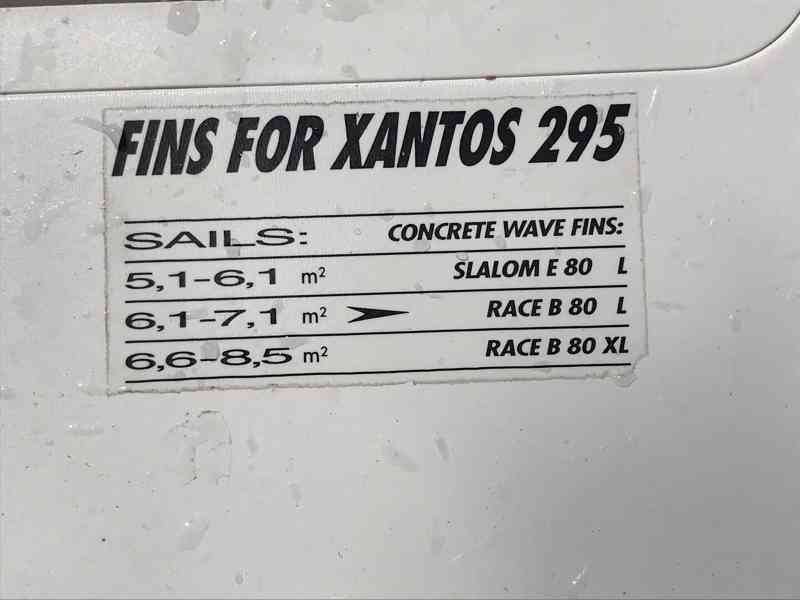 FINS FOR XANTOS 295
SAILS: CONCRETE WAVE FINS:
5,1-6,1 m² SLALOM E 80 L
6,1-7,1 m² ➤ RACE B 80 L
6,6-8,5 m² RACE B 80 XL